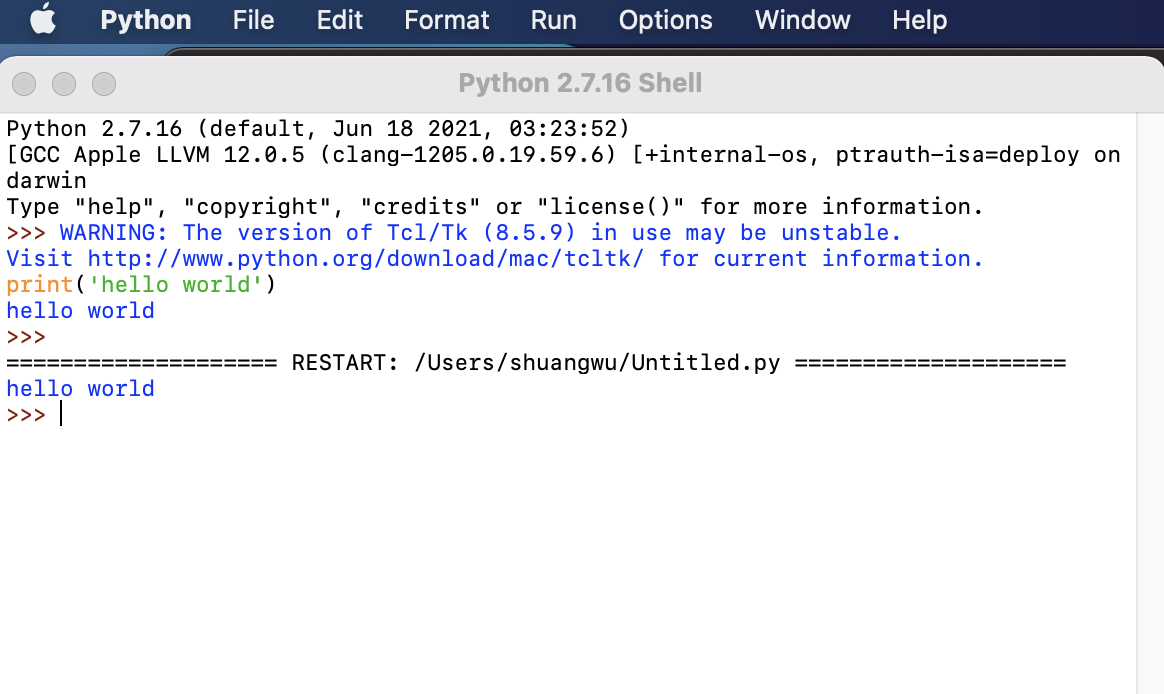 Python File Edit Format Run Options Window Help
Python 2.7.16 Shell
Python 2.7.16 (default, Jun 18 2021, 03:23:52)
[GCC Apple LLVM 12.0.5 (clang-1205.0.19.59.6) [+internal-os, ptrauth-isa=deploy on
darwin
Type "help", "copyright", "credits" or "license()" for more information.
>>> WARNING: The version of Tcl/Tk (8.5.9) in use may be unstable.
Visit http://www.python.org/download/mac/tcltk/ for current information.
print('hello world')
hello world
>>>
==================== RESTART: /Users/shuangwu/Untitled.py ====================
hello world
>>>